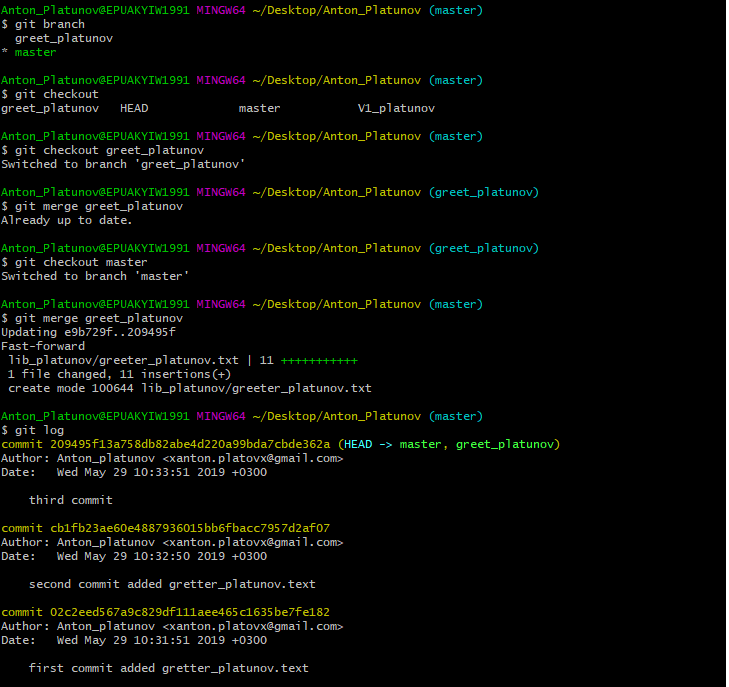 Anton_Platunov@EPUAKYIW1991 MINGW64 ~/Desktop/Anton_Platunov (master)
$ git branch
  greet_platunov
* master

Anton_Platunov@EPUAKYIW1991 MINGW64 ~/Desktop/Anton_Platunov (master)
$ git checkout
greet_platunov   HEAD             master           V1_platunov

Anton_Platunov@EPUAKYIW1991 MINGW64 ~/Desktop/Anton_Platunov (master)
$ git checkout greet_platunov
Switched to branch 'greet_platunov'

Anton_Platunov@EPUAKYIW1991 MINGW64 ~/Desktop/Anton_Platunov (greet_platunov)
$ git merge greet_platunov
Already up to date.

Anton_Platunov@EPUAKYIW1991 MINGW64 ~/Desktop/Anton_Platunov (greet_platunov)
$ git checkout master
Switched to branch 'master'

Anton_Platunov@EPUAKYIW1991 MINGW64 ~/Desktop/Anton_Platunov (master)
$ git merge greet_platunov
Updating e9b729f..209495f
Fast-forward
 lib_platunov/greeter_platunov.txt | 11 +++++++++++
 1 file changed, 11 insertions(+)
 create mode 100644 lib_platunov/greeter_platunov.txt

Anton_Platunov@EPUAKYIW1991 MINGW64 ~/Desktop/Anton_Platunov (master)
$ git log
commit 209495f13a758db82abe4d220a99bda7cbde362a (HEAD -> master, greet_platunov)
Author: Anton_platunov <xanton.platovx@gmail.com>
Date:   Wed May 29 10:33:51 2019 +0300

    third commit

commit cb1fb23ae60e4887936015bb6fbacc7957d2af07
Author: Anton_platunov <xanton.platovx@gmail.com>
Date:   Wed May 29 10:32:50 2019 +0300

    second commit added gretter_platunov.text

commit 02c2eed567a9c829df111aee465c1635be7fe182
Author: Anton_platunov <xanton.platovx@gmail.com>
Date:   Wed May 29 10:31:51 2019 +0300

    first commit added gretter_platunov.text